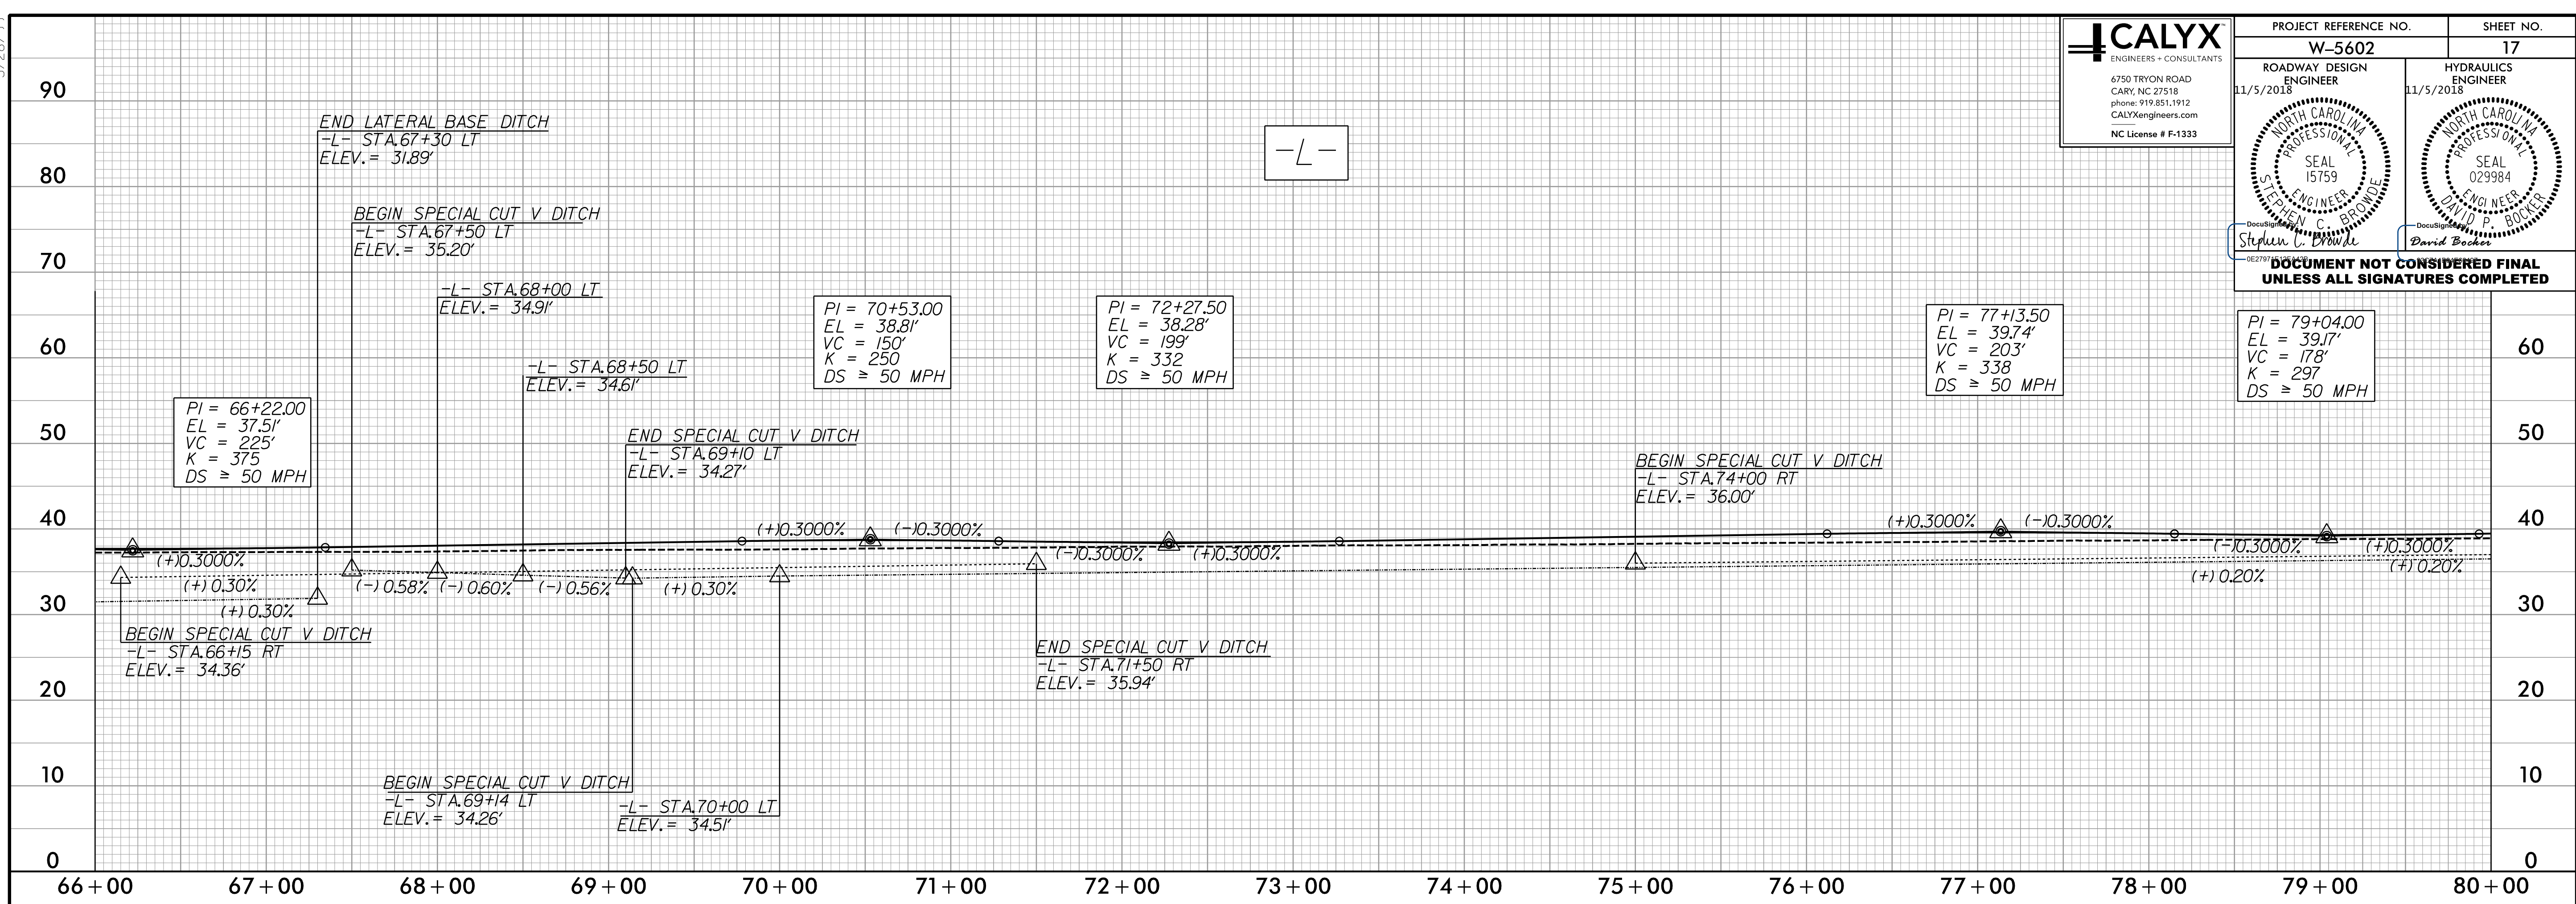 CALYX
ENGINEERS + CONSULTANTS
6750 TRYON ROAD
CARY, NC 27518
phone: 919.851.1912
CALYXengineers.com
NC License # F-1333
PROJECT REFERENCE NO.
SHEET NO.
W–5602
17
ROADWAY DESIGN
ENGINEER
HYDRAULICS
ENGINEER
11/5/2018
11/5/2018
NORTH CAROLINA
PROFESSIONAL
SEAL
15759
ENGINEER
STEPHEN C. BROWDE
NORTH CAROLINA
PROFESSIONAL
SEAL
029984
ENGINEER
DAVID P. BOCKER
Stephen C. Browde
David Bocker
DOCUMENT NOT CONSIDERED FINAL
UNLESS ALL SIGNATURES COMPLETED
-L-
END LATERAL BASE DITCH
-L- STA.67+30 LT
ELEV.= 31.89'
BEGIN SPECIAL CUT V DITCH
-L- STA.67+50 LT
ELEV.= 35.20'
-L- STA.68+00 LT
ELEV.= 34.91'
-L- STA.68+50 LT
ELEV.= 34.61'
END SPECIAL CUT V DITCH
-L- STA.69+10 LT
ELEV.= 34.27'
PI = 66+22.00
EL = 37.51'
VC = 225'
K = 375
DS ≥ 50 MPH
PI = 70+53.00
EL = 38.81'
VC = 150'
K = 250
DS ≥ 50 MPH
PI = 72+27.50
EL = 38.28'
VC = 199'
K = 332
DS ≥ 50 MPH
PI = 77+13.50
EL = 39.74'
VC = 203'
K = 338
DS ≥ 50 MPH
PI = 79+04.00
EL = 39.17'
VC = 178'
K = 297
DS ≥ 50 MPH
BEGIN SPECIAL CUT V DITCH
-L- STA.74+00 RT
ELEV.= 36.00'
(+)0.3000%
(+)0.3000%
(-)0.3000%
(-)0.3000%
(+)0.3000%
(+)0.3000%
(-)0.3000%
(-)0.3000%
(+)0.3000%
(+) 0.30%
(+) 0.30%
(-) 0.58%
(-) 0.60%
(-) 0.56%
(+) 0.30%
(+) 0.20%
(+) 0.20%
BEGIN SPECIAL CUT V DITCH
-L- STA.66+15 RT
ELEV.= 34.36'
END SPECIAL CUT V DITCH
-L- STA.71+50 RT
ELEV.= 35.94'
BEGIN SPECIAL CUT V DITCH
-L- STA.69+14 LT
ELEV.= 34.26'
-L- STA.70+00 LT
ELEV.= 34.51'
90
80
70
60
50
40
30
20
10
0
60
50
40
30
20
10
0
66+00 67+00 68+00 69+00 70+00 71+00 72+00 73+00 74+00 75+00 76+00 77+00 78+00 79+00 80+00